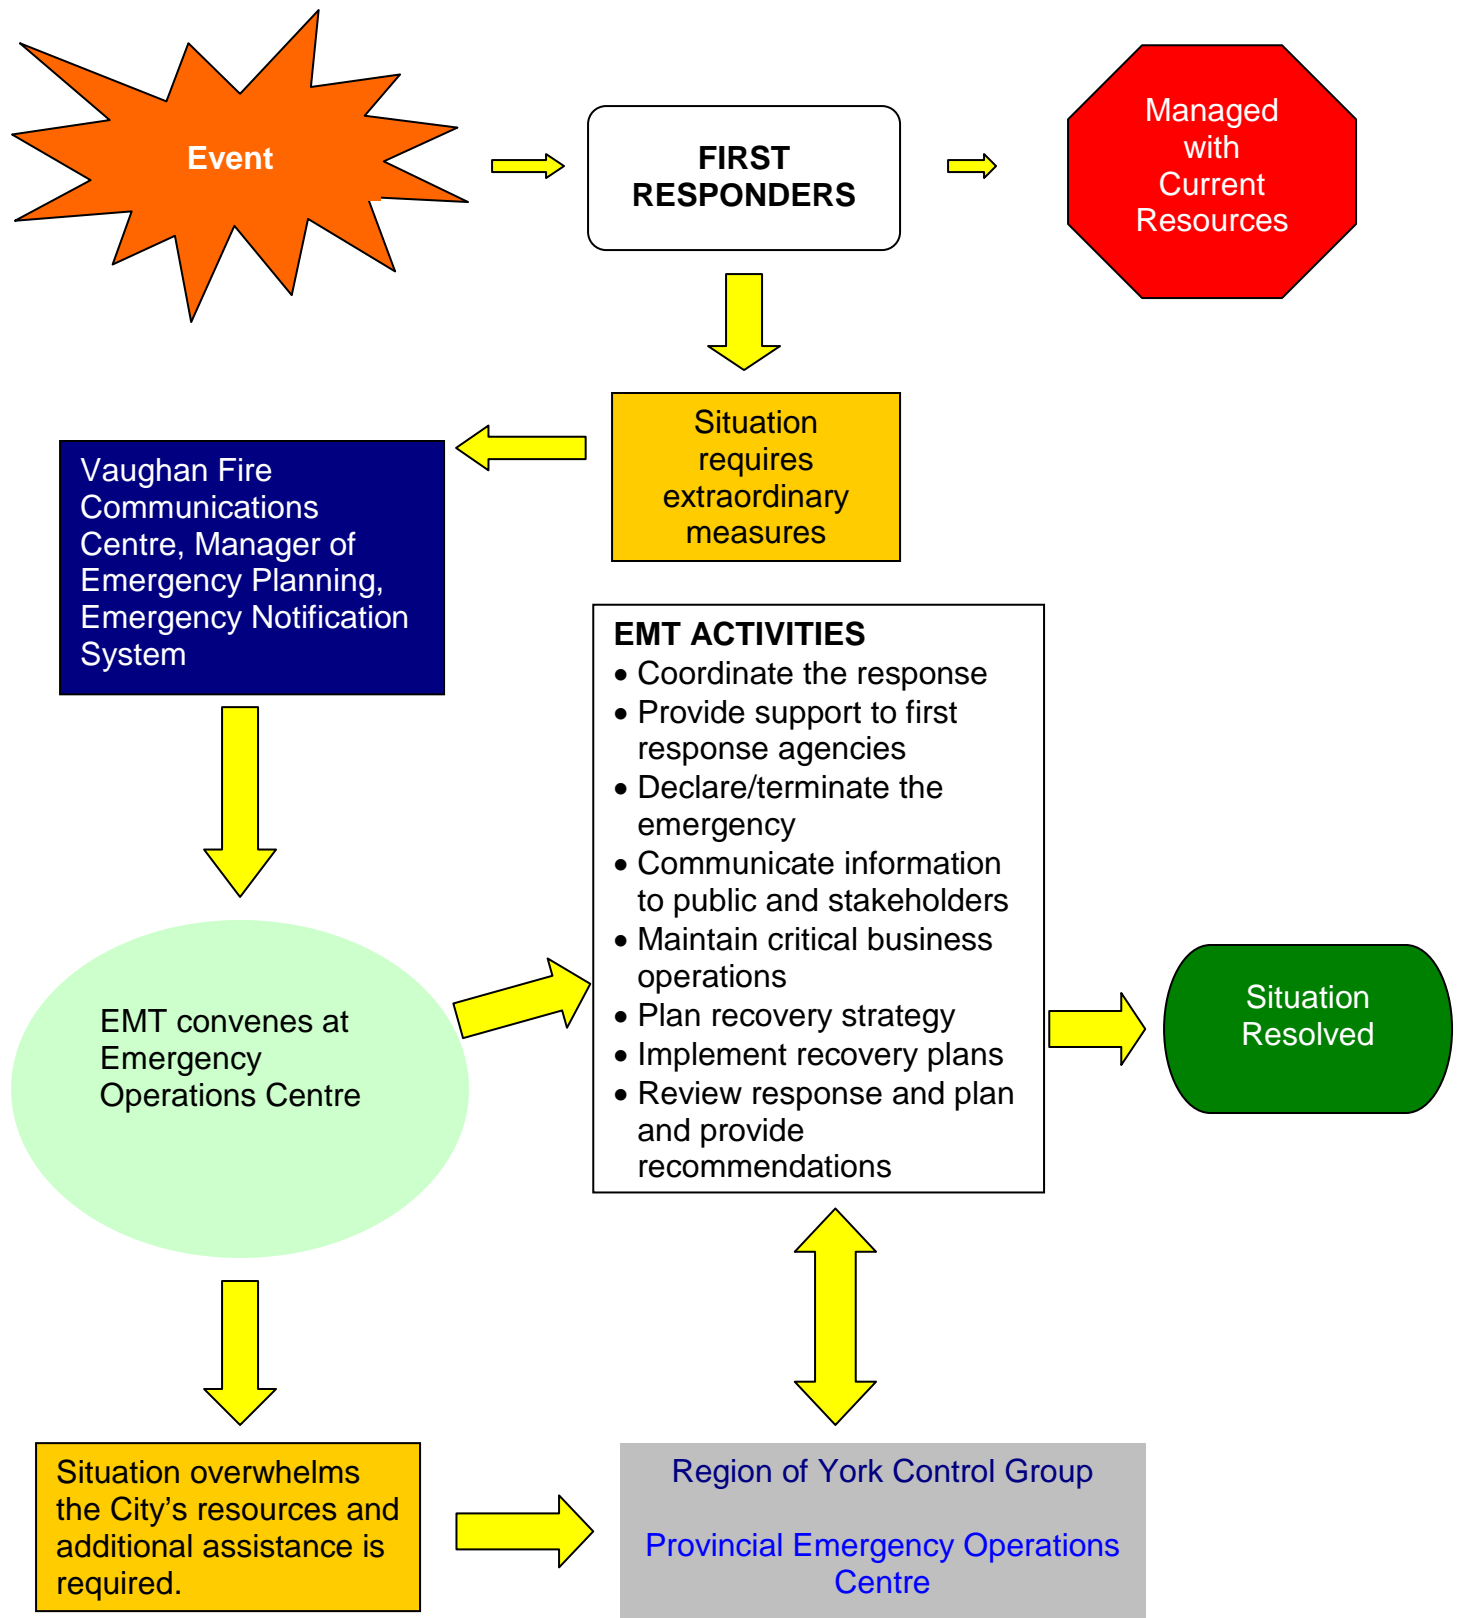 Event
FIRST
RESPONDERS
Managed
with
Current
Resources
Situation
requires
extraordinary
measures
Vaughan Fire
Communications
Centre, Manager of
Emergency Planning,
Emergency Notification
System
EMT ACTIVITIES
• Coordinate the response
• Provide support to first
response agencies
• Declare/terminate the
emergency
• Communicate information
to public and stakeholders
• Maintain critical business
operations
• Plan recovery strategy
• Implement recovery plans
• Review response and plan
and provide
recommendations
EMT convenes at
Emergency
Operations Centre
Situation
Resolved
Situation overwhelms
the City’s resources and
additional assistance is
required.
Region of York Control Group
Provincial Emergency Operations
Centre